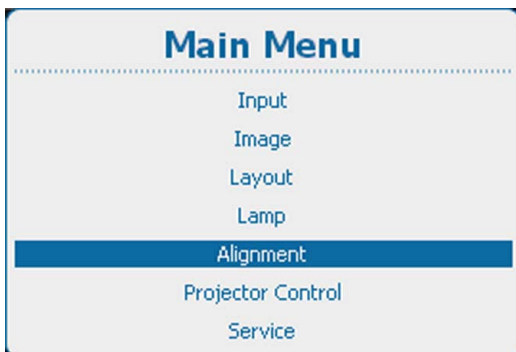 Main Menu
Input
Image
Layout
Lamp
Alignment
Projector Control
Service